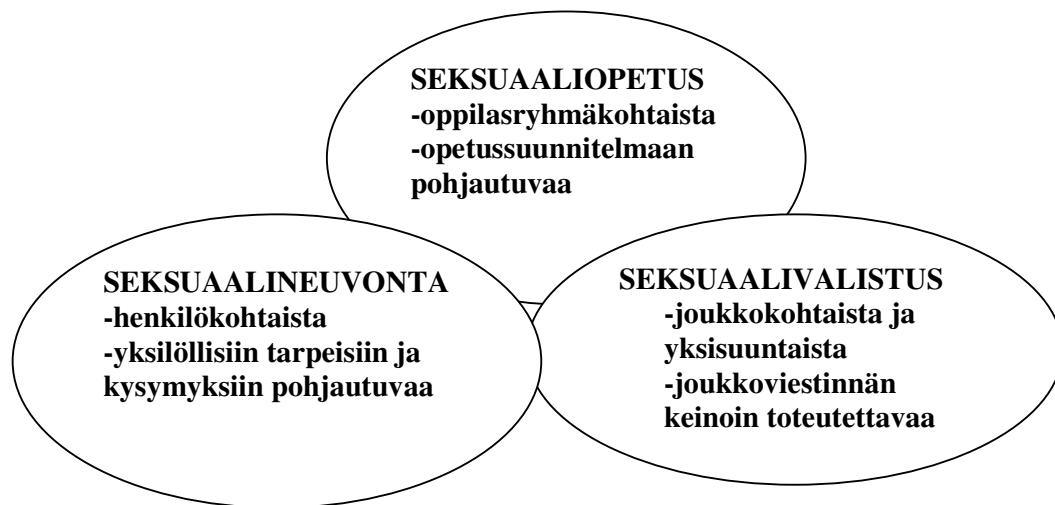 SEKSUAALIOPETUS
-oppilasryhmäkohtaista
-opetussuunnitelmaan
pohjautuvaa
SEKSUAALINEUVONTA
-henkilökohtaista
-yksilöllisiin tarpeisiin ja
kysymyksiin pohjautuvaa
SEKSUAALIVALISTUS
-joukkokohtaista ja
yksisuuntaista
-joukkoviestinnän
keinoin toteutettavaa